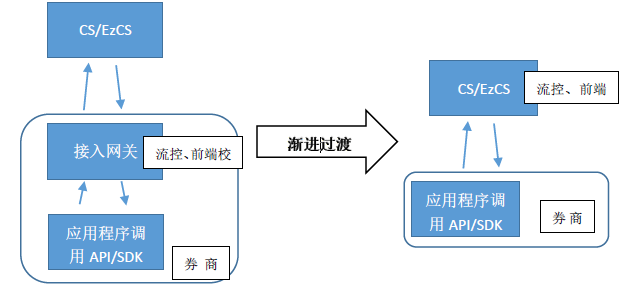 CS/EzCS
接入网关
流控、前端校
应用程序调
用 API/SDK
券 商
渐进过渡
CS/EzCS
流控、前端
应用程序调
用 API/SDK
券 商